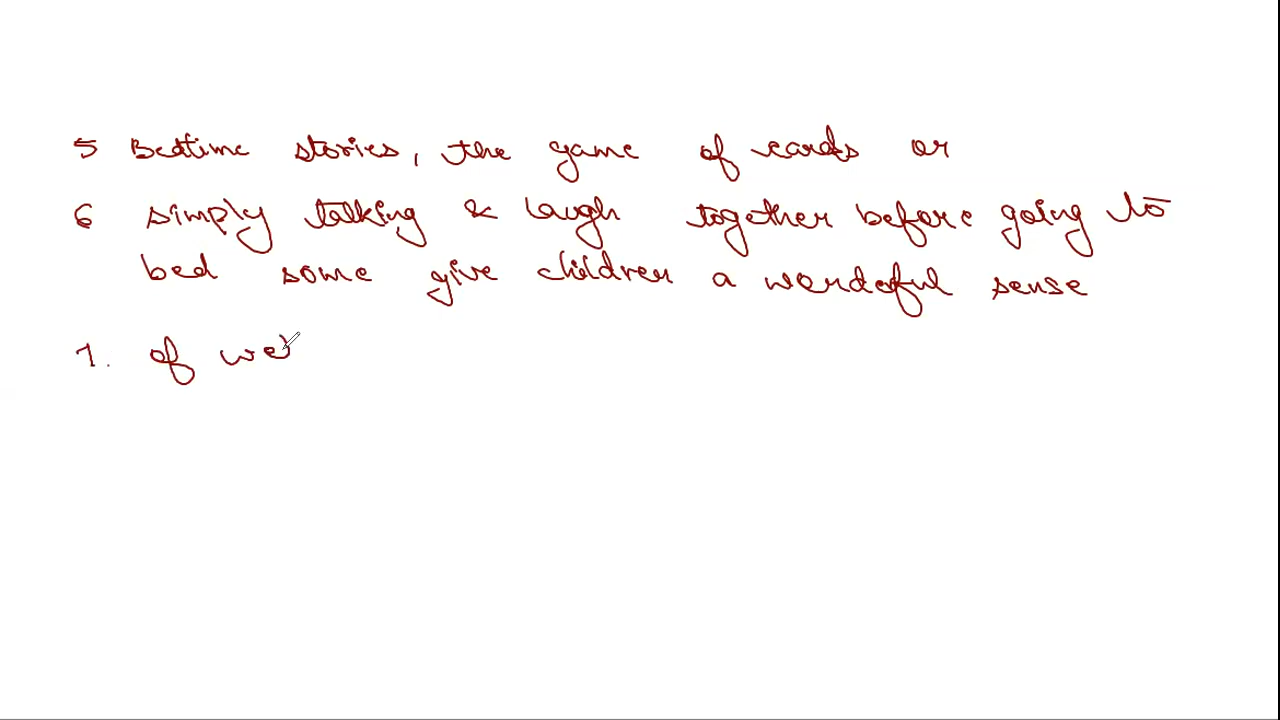 5 Bedtime stories, the game of cards or
6 simply talking & laugh together before going to
bed some give children a wonderful sense
7. of we